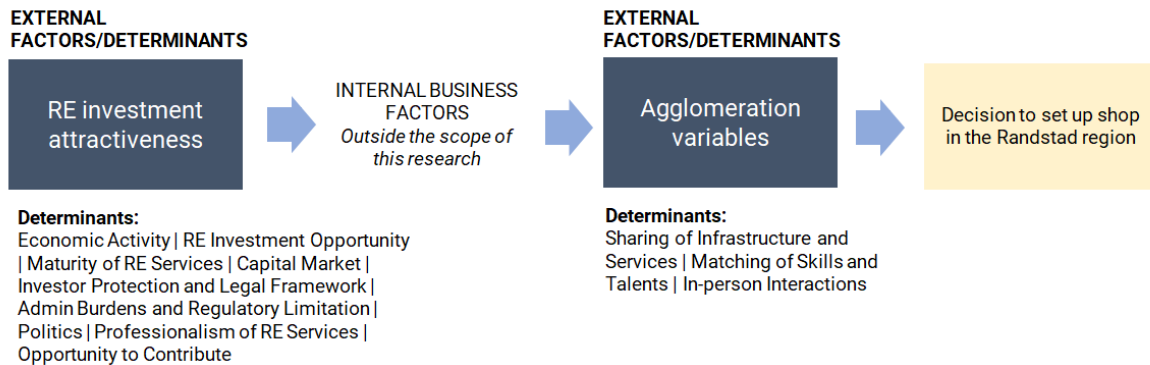 EXTERNAL
FACTORS/DETERMINANTS
RE investment
attractiveness
Determinants:
Economic Activity | RE Investment Opportunity
| Maturity of RE Services | Capital Market |
Investor Protection and Legal Framework |
Admin Burdens and Regulatory Limitation |
Politics | Professionalism of RE Services |
Opportunity to Contribute
INTERNAL BUSINESS
FACTORS
Outside the scope of
this research
EXTERNAL
FACTORS/DETERMINANTS
Agglomeration
variables
Determinants:
Sharing of Infrastructure and
Services | Matching of Skills and
Talents | In-person Interactions
Decision to set up shop
in the Randstad region